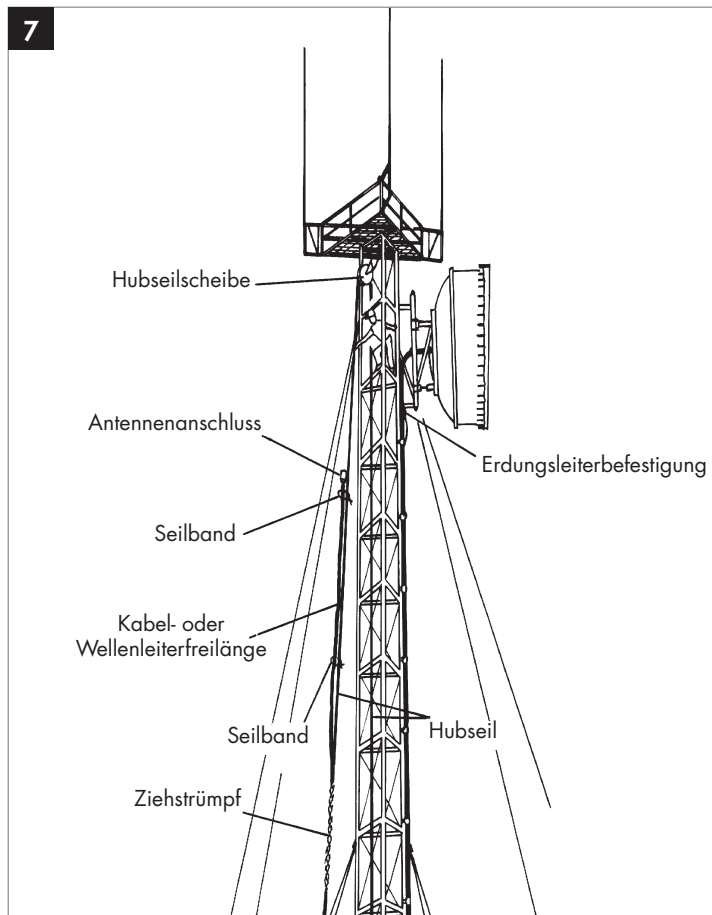 7
Hubseilscheibe
Antennenanschluss
Erdungsleiterbefestigung
Seilband
Kabel- oder
Wellenleiterfreilänge
Seilband
Hubseil
Ziehstrümpf